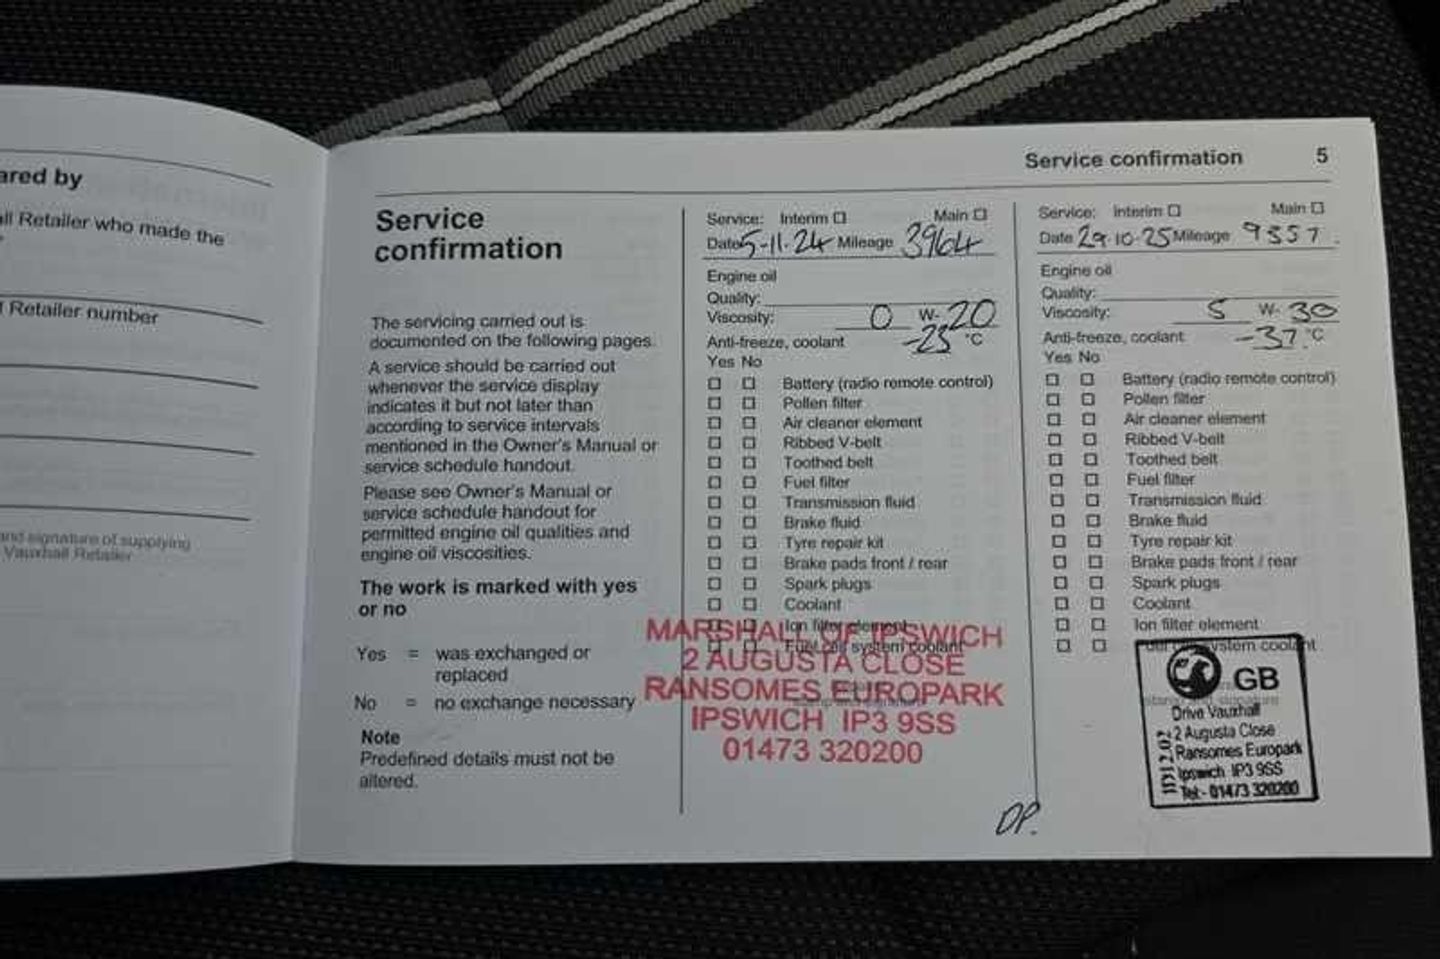 ared by
ll Retailer who made the
Retailer number
and signature of supplying
Vauxhall Retailer
Service confirmation 5
Service
confirmation
The servicing carried out is
documented on the following pages.
A service should be carried out
whenever the service display
indicates it but not later than
according to service intervals
mentioned in the Owner's Manual or
service schedule handout.
Please see Owner's Manual or
service schedule handout for
permitted engine oil qualities and
engine oil viscosities.
The work is marked with yes
or no
Yes = was exchanged or
replaced
No = no exchange necessary
Note
Predefined details must not be
altered.
Service: Interim ☐ Main ☐
Date 5-11-24 Mileage 3964
Engine oil
Quality:
Viscosity: 0 W- 20
Anti-freeze, coolant -23 °C
Yes No
☐ ☐ Battery (radio remote control)
☐ ☐ Pollen filter
☐ ☐ Air cleaner element
☐ ☐ Ribbed V-belt
☐ ☐ Toothed belt
☐ ☐ Fuel filter
☐ ☐ Transmission fluid
☐ ☐ Brake fluid
☐ ☐ Tyre repair kit
☐ ☐ Brake pads front / rear
☐ ☐ Spark plugs
☐ ☐ Coolant
☐ ☐ Ion filter element
☐ ☐ Fuel cell system coolant
MARSHALL OF IPSWICH
2 AUGUSTA CLOSE
RANSOMES EUROPARK
IPSWICH IP3 9SS
01473 320200
DP.
Service: Interim ☐ Main ☐
Date 29.10.25 Mileage 9357.
Engine oil
Quality:
Viscosity: 5 W- 30
Anti-freeze, coolant -37 °C
Yes No
☐ ☐ Battery (radio remote control)
☐ ☐ Pollen filter
☐ ☐ Air cleaner element
☐ ☐ Ribbed V-belt
☐ ☐ Toothed belt
☐ ☐ Fuel filter
☐ ☐ Transmission fluid
☐ ☐ Brake fluid
☐ ☐ Tyre repair kit
☐ ☐ Brake pads front / rear
☐ ☐ Spark plugs
☐ ☐ Coolant
☐ ☐ Ion filter element
☐ ☐ system coolant
GB
Drive Vauxhall
2 Augusta Close
Ransomes Europark
Ipswich IP3 9SS
Tel:- 01473 320200